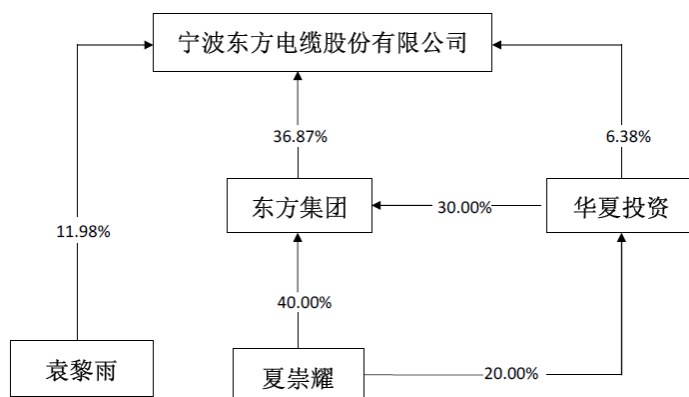 宁波东方电缆股份有限公司
36.87%
6.38%
东方集团
30.00%
华夏投资
11.98%
40.00%
袁黎雨
夏崇耀
20.00%